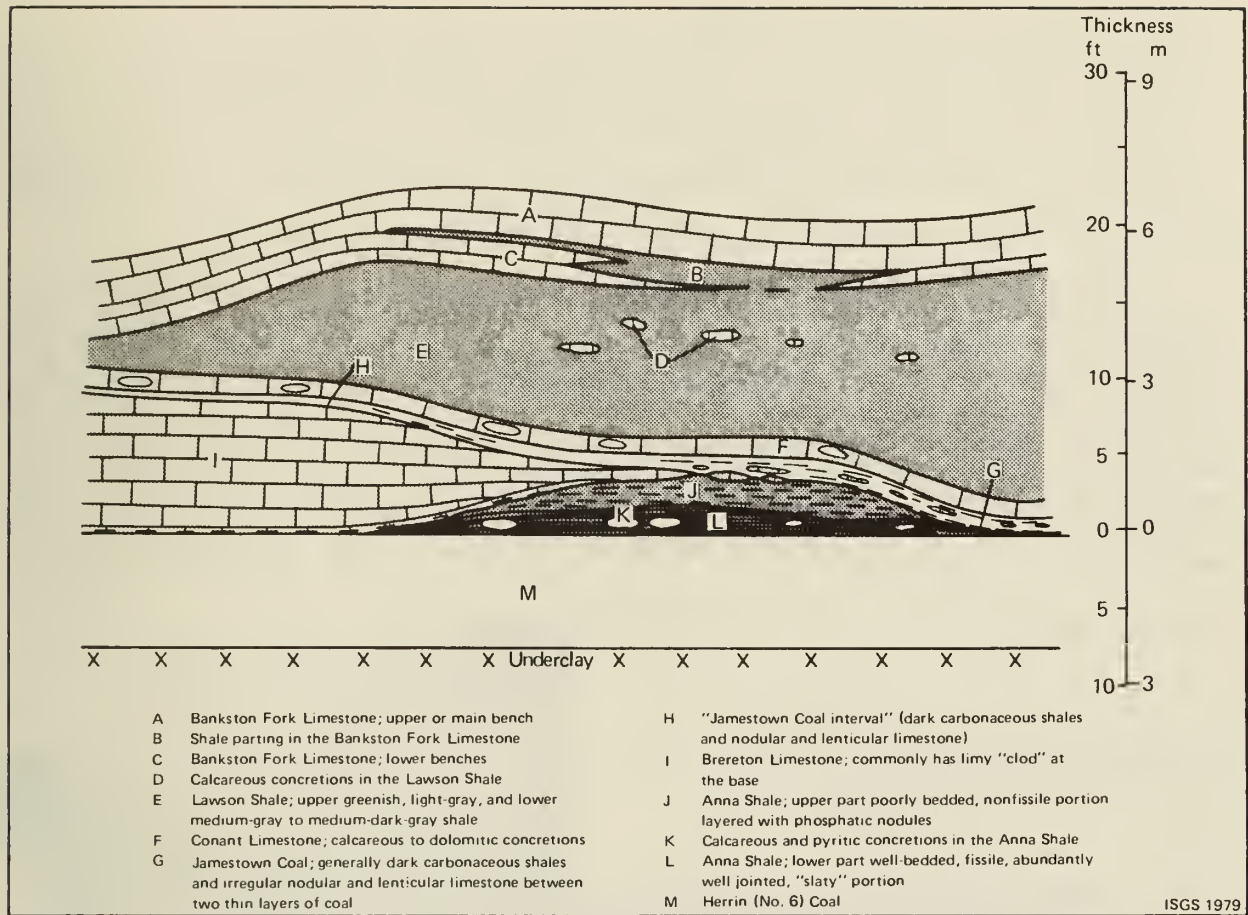 Thickness
ft m
30 9
20 6
10 3
5
0 0
5
10 3
A
C
B
D
E
H
F
I
G
J
K
L
M
X X X X X X X Underclay X X X X X X X
A Bankston Fork Limestone; upper or main bench
B Shale parting in the Bankston Fork Limestone
C Bankston Fork Limestone; lower benches
D Calcareous concretions in the Lawson Shale
E Lawson Shale; upper greenish, light-gray, and lower
medium-gray to medium-dark-gray shale
F Conant Limestone; calcareous to dolomitic concretions
G Jamestown Coal; generally dark carbonaceous shales
and irregular nodular and lenticular limestone between
two thin layers of coal
H "Jamestown Coal interval" (dark carbonaceous shales
and nodular and lenticular limestone)
I Brereton Limestone; commonly has limy "clod" at
the base
J Anna Shale; upper part poorly bedded, nonfissile portion
layered with phosphatic nodules
K Calcareous and pyritic concretions in the Anna Shale
L Anna Shale; lower part well-bedded, fissile, abundantly
well jointed, "slaty" portion
M Herrin (No. 6) Coal
ISGS 1979